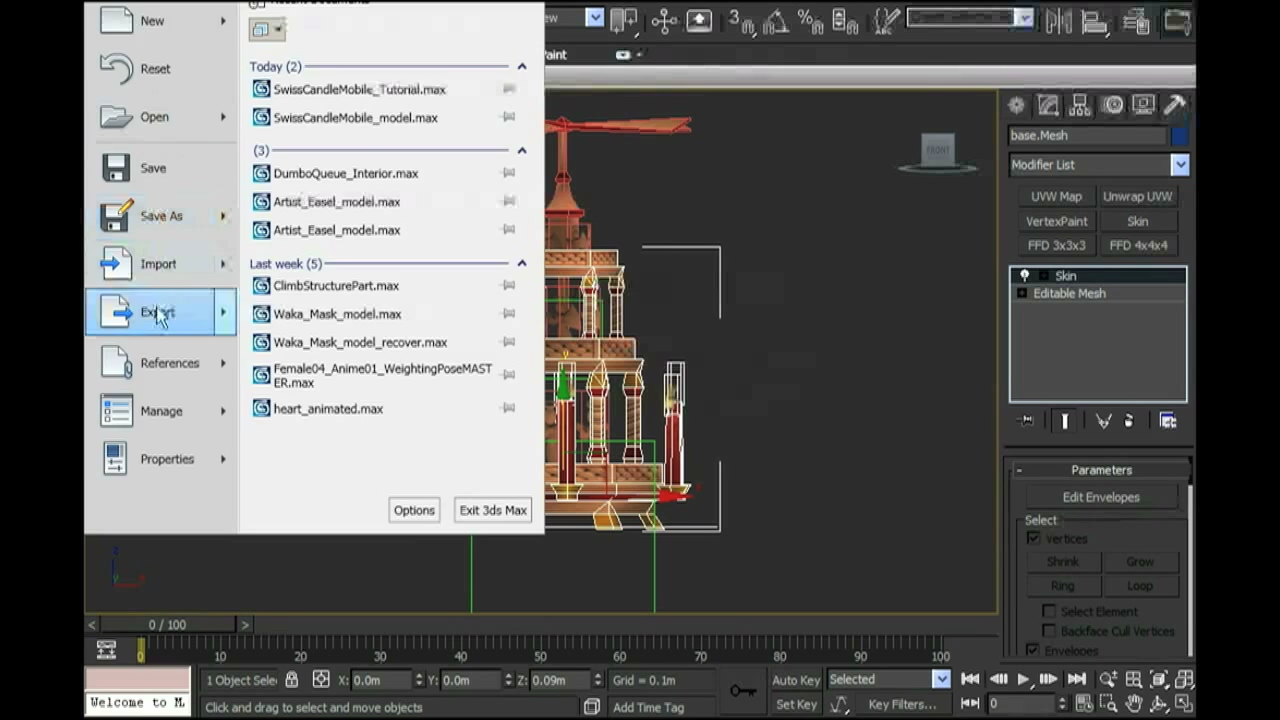 New
Reset
Open
Save
Save As
Import
Export
References
Manage
Properties
Today (2)
SwissCandleMobile_Tutorial.max
SwissCandleMobile_model.max
(3)
DumboQueue_Interior.max
Artist_Easel_model.max
Artist_Easel_model.max
Last week (5)
ClimbStructurePart.max
Waka_Mask_model.max
Waka_Mask_model_recover.max
Female04_Anime01_WeightingPoseMAST
ER.max
heart_animated.max
Options
Exit 3ds Max
ew
3
%
ABC
Paint
FRONT
base.Mesh
Modifier List
UVW Map
Unwrap UVW
VertexPaint
Skin
FFD 3x3x3
FFD 4x4x4
Skin
Editable Mesh
Parameters
Edit Envelopes
Select
Vertices
Shrink
Grow
Ring
Loop
Select Element
Backface Cull Vertices
Envelopes
z
y
x
< 0 / 100 >
0 10 20 30 40 50 60 70 80 90 100
1 Object Sele
X: 0.0m
Y: 0.0m
Z: 0.09m
Grid = 0.1m
Auto Key
Selected
Welcome to M
Click and drag to select and move objects
Add Time Tag
Set Key
Key Filters...
0